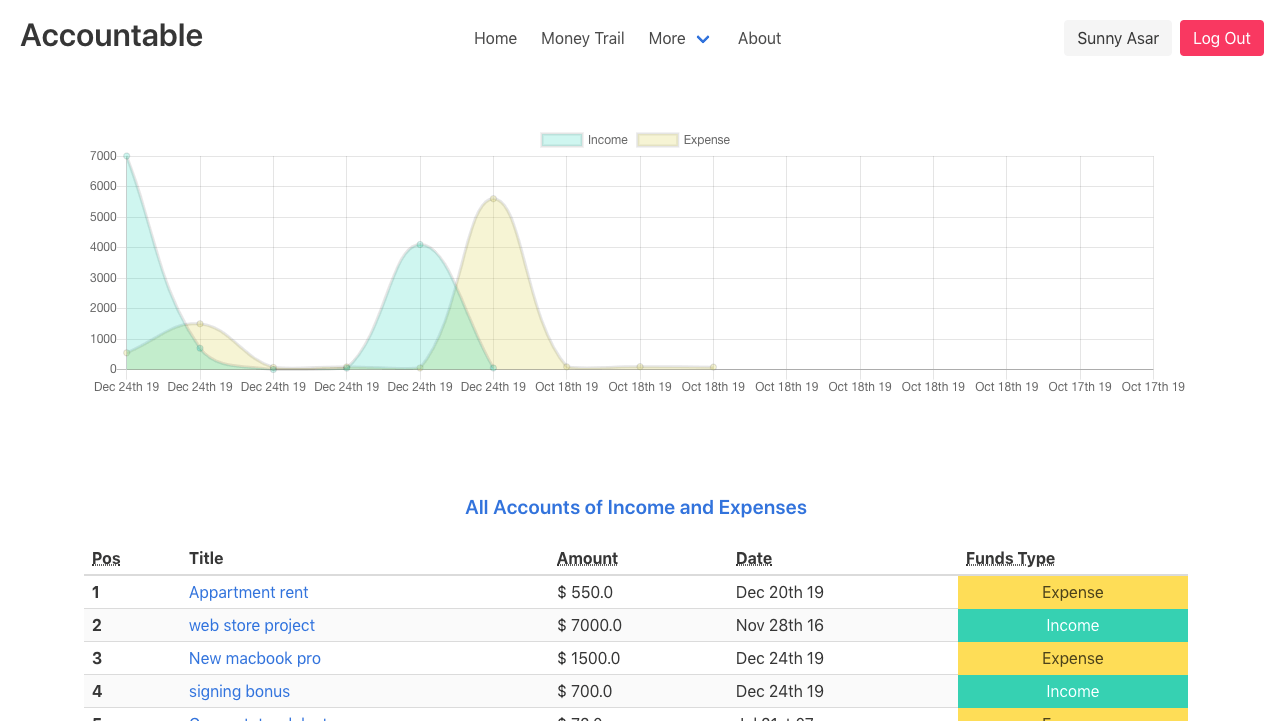 Accountable
Home Money Trail More About
Sunny Asar Log Out
Income Expense
7000
6000
5000
4000
3000
2000
1000
0
Dec 24th 19 Dec 24th 19 Dec 24th 19 Dec 24th 19 Dec 24th 19 Dec 24th 19 Oct 18th 19 Oct 18th 19 Oct 18th 19 Oct 18th 19 Oct 18th 19 Oct 18th 19 Oct 18th 19 Oct 17th 19 Oct 17th 19
All Accounts of Income and Expenses
Pos Title Amount Date Funds Type
1 Appartment rent $ 550.0 Dec 20th 19 Expense
2 web store project $ 7000.0 Nov 28th 16 Income
3 New macbook pro $ 1500.0 Dec 24th 19 Expense
4 signing bonus $ 700.0 Dec 24th 19 Income